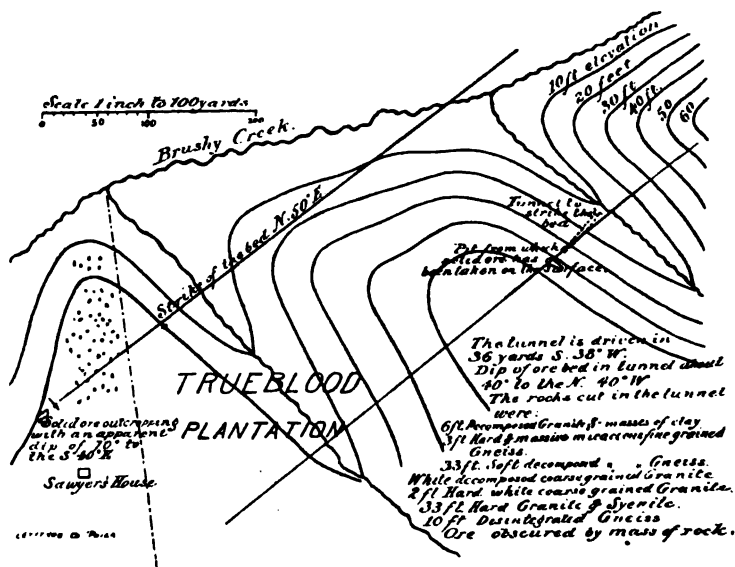 Scale 1 inch to 100 yards
0 50 100 200
Brushy Creek.
10 ft elevation
20 feet
30 ft
40 ft.
50
60
Strike of the bed N. 50° E
Tunnel to
strike the
bed
Pit from which
solid ore has
been taken on the surface.
TRUEBLOOD
PLANTATION
Solid ore outcropping
with an apparent
dip of 70° to
the S 40° E
Sawyer's House
The tunnel is driven in
36 yards S. 38° W.
Dip of ore bed in tunnel about
40° to the N. 40° W
The rocks cut in the tunnel
were:
6 ft. Decomposed Granite & masses of clay
3 ft Hard & massive micaceous fine grained
Gneiss.
33 ft. Soft decomposed " " Gneiss.
White decomposed coarse grained Granite
2 ft Hard white coarse grained Granite.
33 ft. Hard Granite & Syenite.
10 ft Disintegrated Gneiss
Ore obscured by mass of rock.